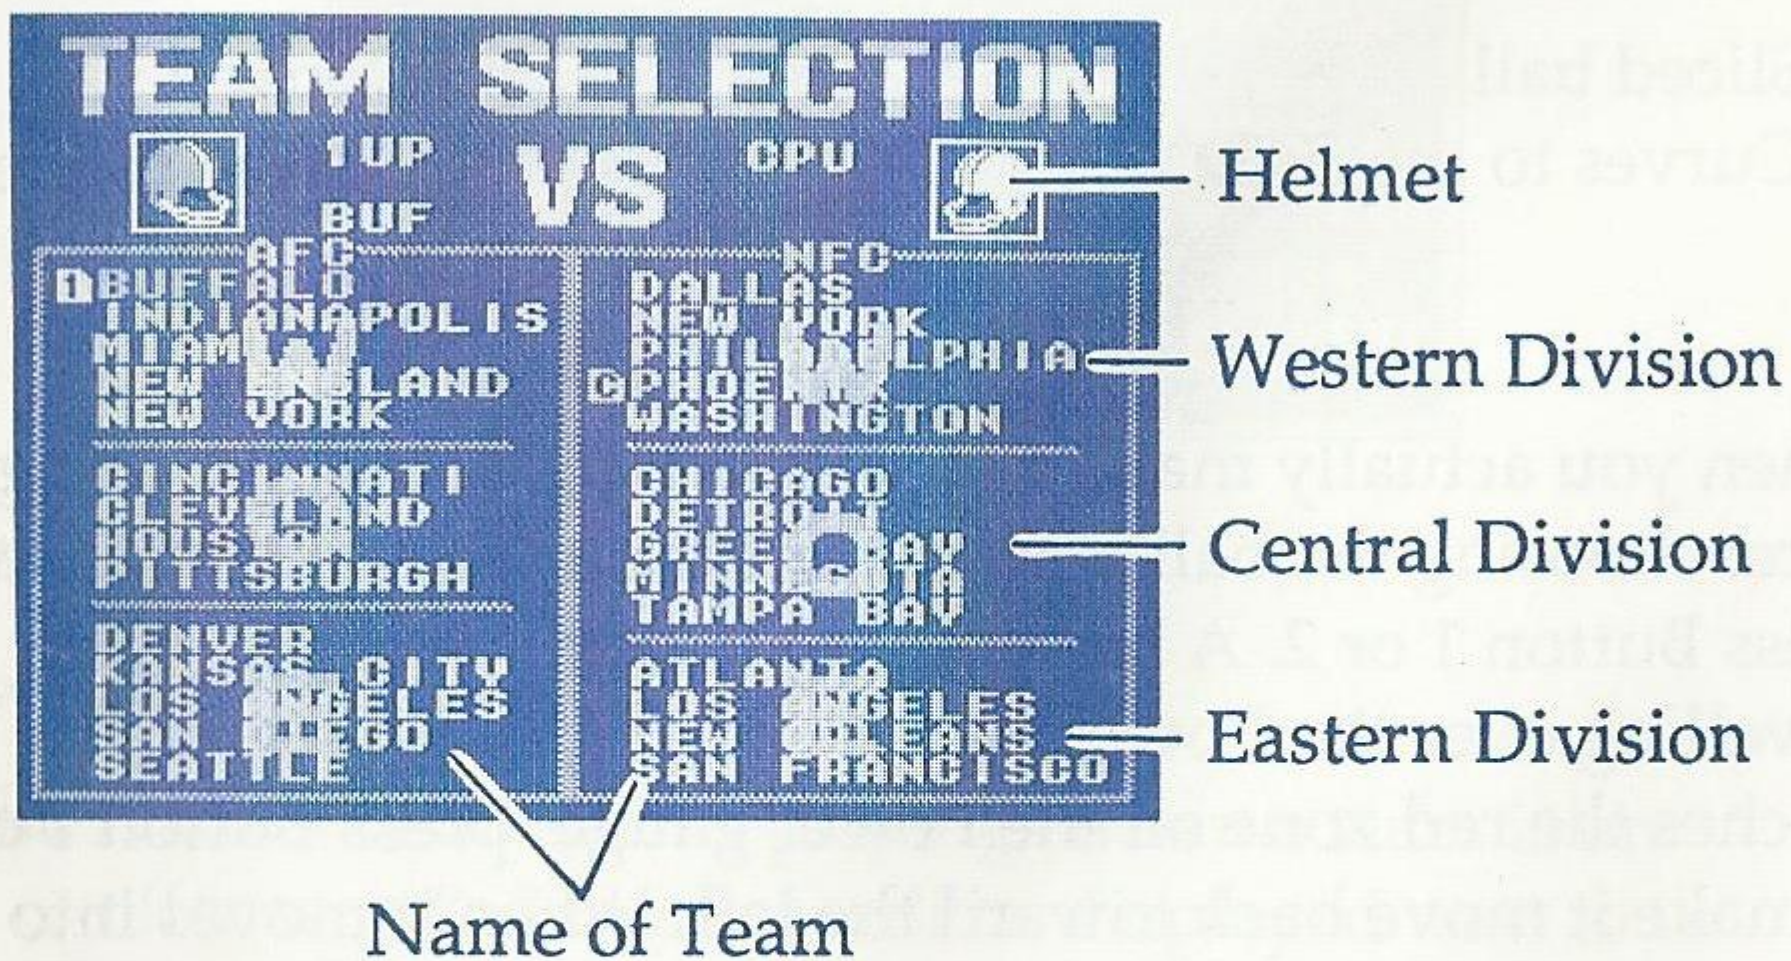 TEAM SELECTION
1UP VS CPU
BUF
Helmet
AFC
1 BUFFALO
INDIANAPOLIS
MIAMI
NEW ENGLAND
NEW YORK
W
CINCINNATI
CLEVELAND
HOUSTON
PITTSBURGH
C
DENVER
KANSAS CITY
LOS ANGELES
SAN DIEGO
SEATTLE
NFC
DALLAS
NEW YORK
PHILADELPHIA
C PHOENIX
WASHINGTON
W
Western Division
CHICAGO
DETROIT
GREEN BAY
MINNESOTA
TAMPA BAY
C
Central Division
ATLANTA
LOS ANGELES
NEW ORLEANS
SAN FRANCISCO
Eastern Division
Name of Team